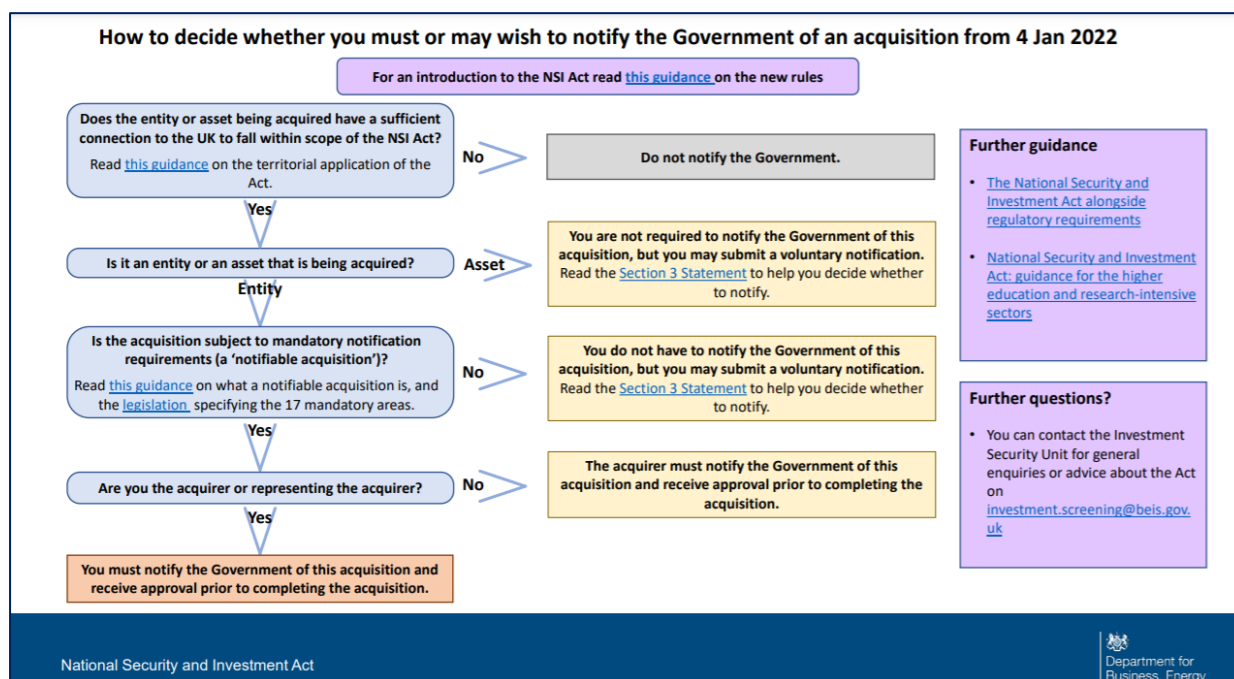 How to decide whether you must or may wish to notify the Government of an acquisition from 4 Jan 2022
For an introduction to the NSI Act read this guidance on the new rules
Does the entity or asset being acquired have a sufficient
connection to the UK to fall within scope of the NSI Act?
Read this guidance on the territorial application of the
Act.
No
Do not notify the Government.
Yes
Is it an entity or an asset that is being acquired?
Asset
You are not required to notify the Government of this
acquisition, but you may submit a voluntary notification.
Read the Section 3 Statement to help you decide whether
to notify.
Entity
Is the acquisition subject to mandatory notification
requirements (a ‘notifiable acquisition’)?
Read this guidance on what a notifiable acquisition is, and
the legislation specifying the 17 mandatory areas.
No
You do not have to notify the Government of this
acquisition, but you may submit a voluntary notification.
Read the Section 3 Statement to help you decide whether
to notify.
Yes
Are you the acquirer or representing the acquirer?
No
The acquirer must notify the Government of this
acquisition and receive approval prior to completing the
acquisition.
Yes
You must notify the Government of this acquisition and
receive approval prior to completing the acquisition.
Further guidance
• The National Security and
Investment Act alongside
regulatory requirements
• National Security and Investment
Act: guidance for the higher
education and research-intensive
sectors
Further questions?
• You can contact the Investment
Security Unit for general
enquiries or advice about the Act
on
investment.screening@beis.gov.
uk
National Security and Investment Act
Department for
Business, Energy